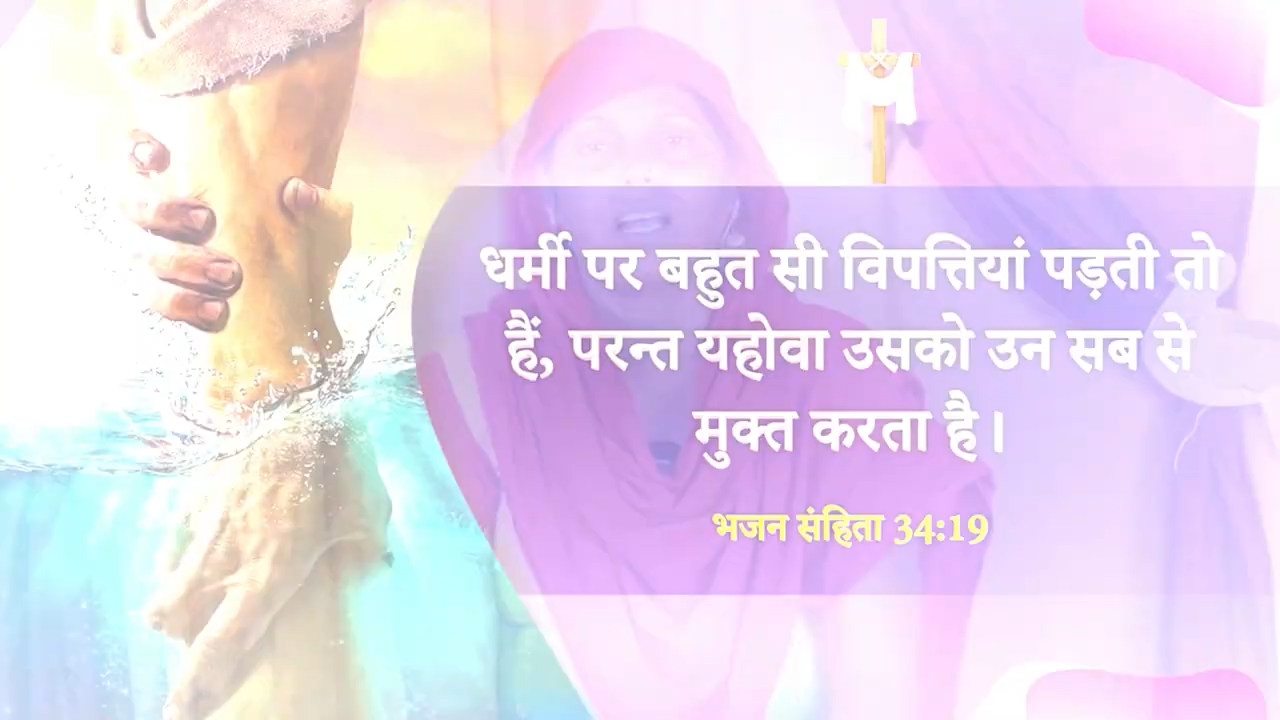 धर्मी पर बहुत सी विपत्तियां पड़ती तो
हैं, परन्त यहोवा उसको उन सब से
मुक्त करता है।
भजन संहिता 34:19